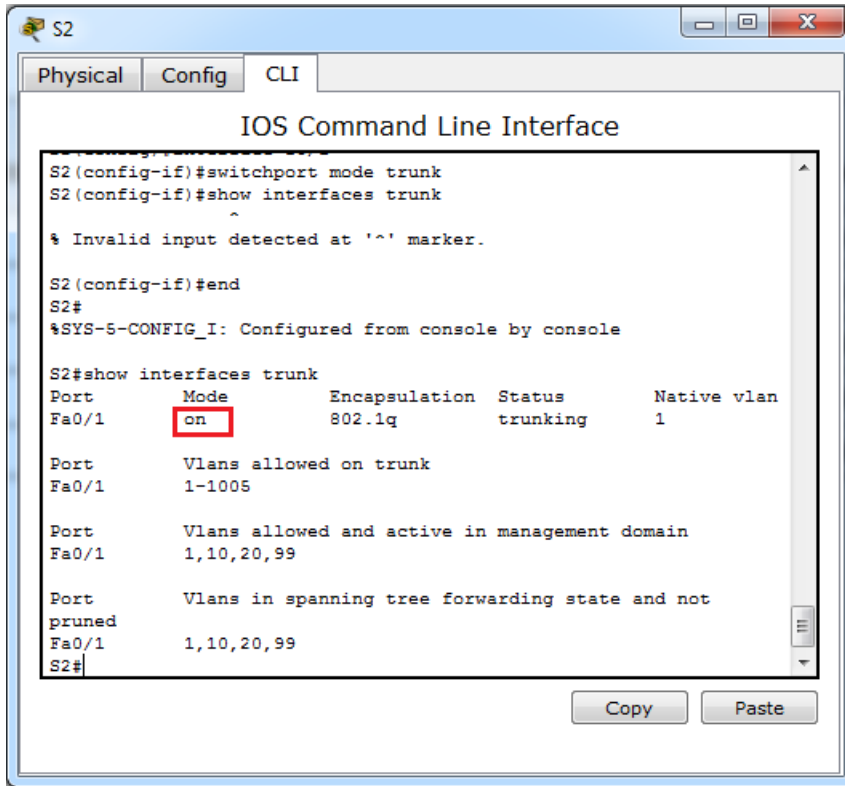 S2
Physical Config CLI
IOS Command Line Interface
S2(config-if)#switchport mode trunk
S2(config-if)#show interfaces trunk
^
% Invalid input detected at '^' marker.
S2(config-if)#end
S2#
%SYS-5-CONFIG_I: Configured from console by console
S2#show interfaces trunk
Port Mode Encapsulation Status Native vlan
Fa0/1 on 802.1q trunking 1
Port Vlans allowed on trunk
Fa0/1 1-1005
Port Vlans allowed and active in management domain
Fa0/1 1,10,20,99
Port Vlans in spanning tree forwarding state and not
pruned
Fa0/1 1,10,20,99
S2#
Copy Paste